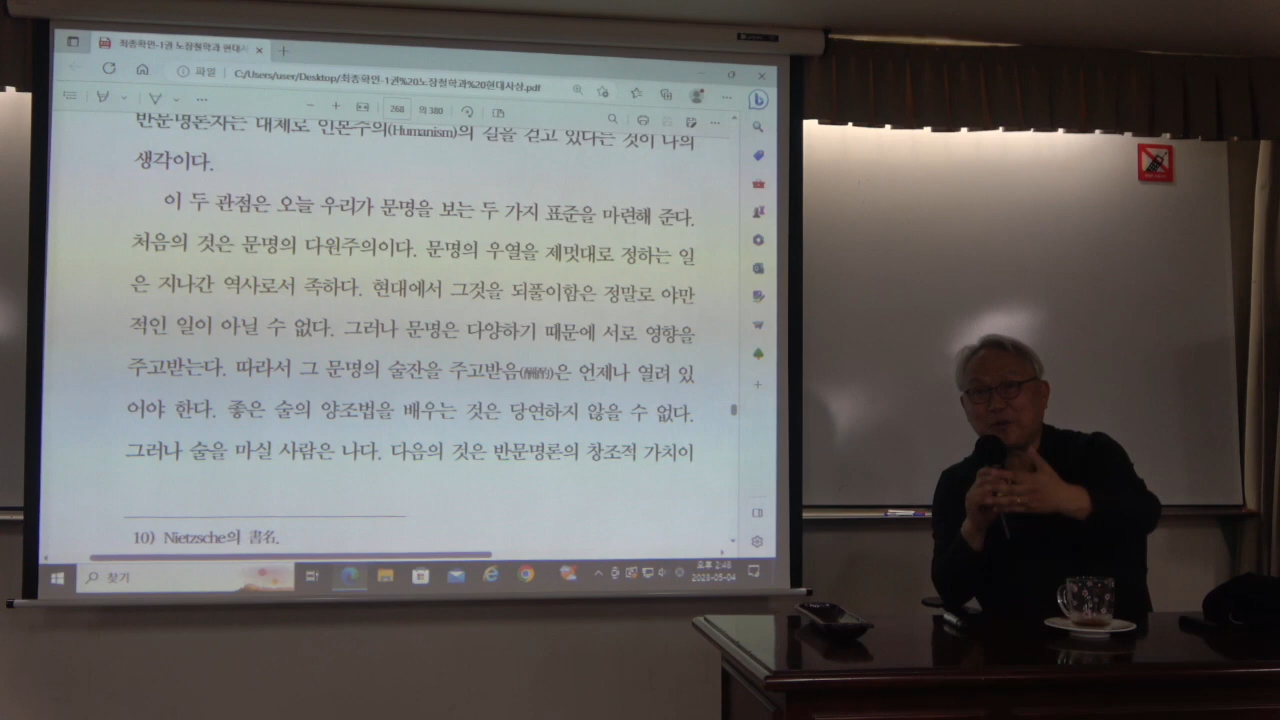 최종확인-1권 노장철학과 현대사
파일 C:/Users/user/Desktop/최종확인-1권%20노장철학과%20현대사상.pdf
268 의 380
반문명론자는 대체로 인본주의(Humanism)의 길을 걷고 있다는 것이 나의
생각이다.
이 두 관점은 오늘 우리가 문명을 보는 두 가지 표준을 마련해 준다.
처음의 것은 문명의 다원주의이다. 문명의 우열을 제멋대로 정하는 일
은 지나간 역사로서 족하다. 현대에서 그것을 되풀이함은 정말로 야만
적인 일이 아닐 수 없다. 그러나 문명은 다양하기 때문에 서로 영향을
주고받는다. 따라서 그 문명의 술잔을 주고받음(酬酌)은 언제나 열려 있
어야 한다. 좋은 술의 양조법을 배우는 것은 당연하지 않을 수 없다.
그러나 술을 마실 사람은 나다. 다음의 것은 반문명론의 창조적 가치이
10) Nietzsche의 書名.
찾기
오후 2:48
2023-05-04